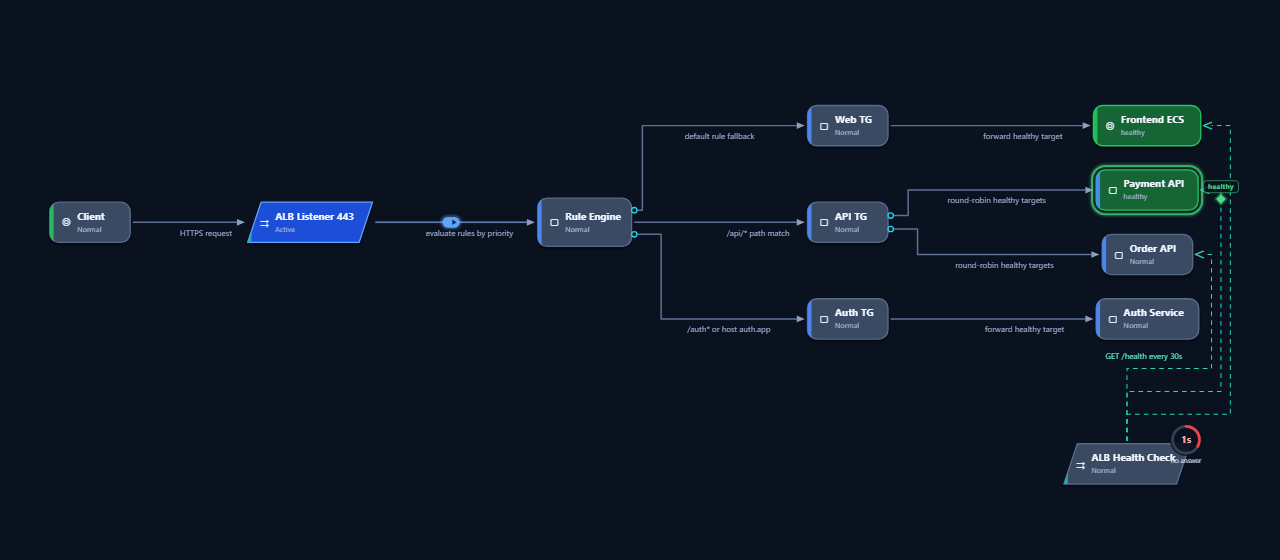 Client
Normal
HTTPS request
ALB Listener 443
Active
evaluate rules by priority
Rule Engine
Normal
default rule fallback
/api/* path match
/auth* or host auth.app
Web TG
Normal
API TG
Normal
Auth TG
Normal
forward healthy target
round-robin healthy targets
round-robin healthy targets
forward healthy target
Frontend ECS
healthy
Payment API
healthy
healthy
Order API
Normal
Auth Service
Normal
GET /health every 30s
1s
no answer
ALB Health Check
Normal